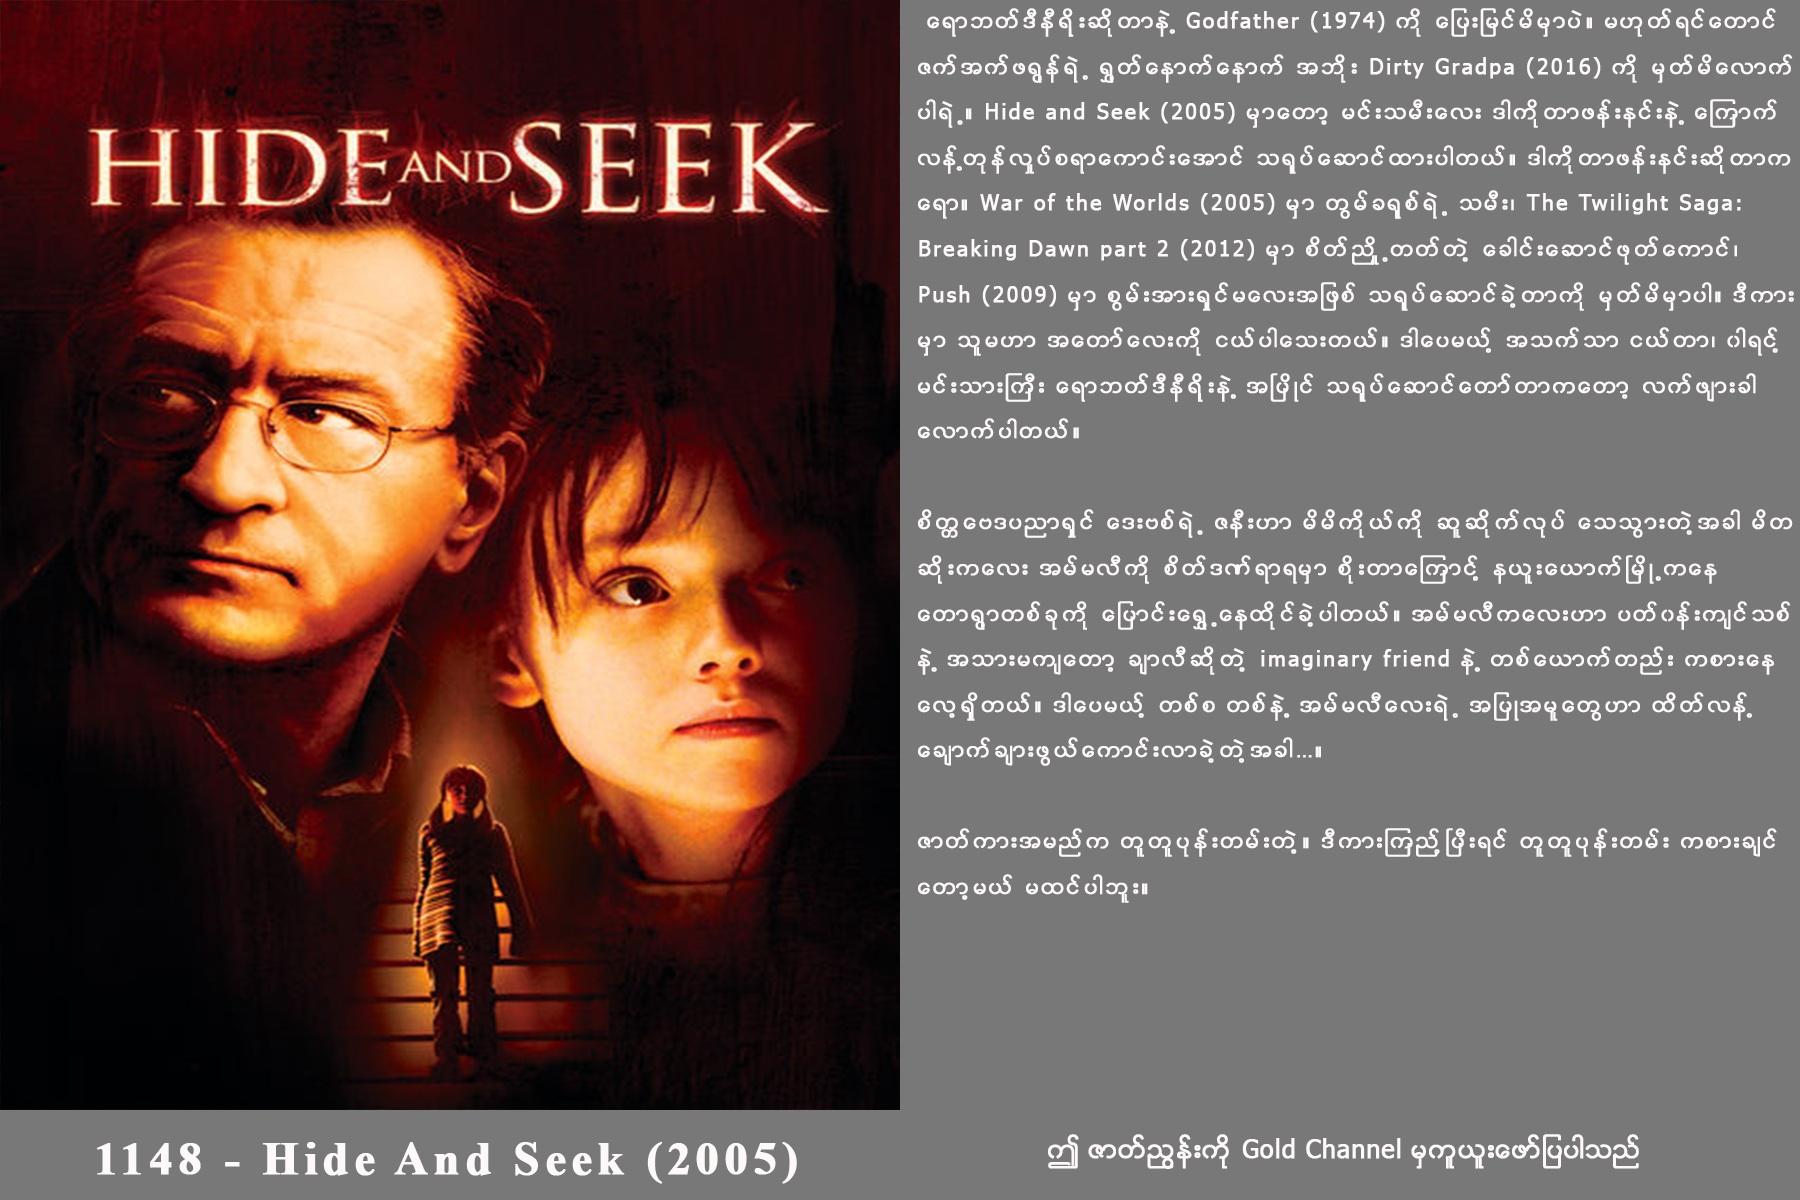 HIDE AND SEEK
ရောဘတ်ဒီနီရိုးဆိုတာနဲ့ Godfather (1974) ကို ပြေးမြင်မိမှာပဲ။ မဟုတ်ရင်တောင်
ဇက်အက်ဖရွန်ရဲ့ ရွှတ်နောက်နောက် အဘိုး Dirty Gradpa (2016) ကို မှတ်မိလောက်
ပါရဲ့။ Hide and Seek (2005) မှာတော့ မင်းသမီးလေး ဒါကိုတာဖန်းနင်းနဲ့ ကြောက်
လန့်တုန်လှုပ်စရာကောင်းအောင် သရုပ်ဆောင်ထားပါတယ်။ ဒါကိုတာဖန်းနင်းဆိုတာက
ရော။ War of the Worlds (2005) မှာ တွမ်ခရုစ်ရဲ့ သမီး၊ The Twilight Saga:
Breaking Dawn part 2 (2012) မှာ စိတ်ညှို့တတ်တဲ့ ခေါင်းဆောင်ဖုတ်ကောင်၊
Push (2009) မှာ စွမ်းအားရှင်မလေးအဖြစ် သရုပ်ဆောင်ခဲ့တာကို မှတ်မိမှာပါ။ ဒီကား
မှာ သူမဟာ အတော်လေးကို ငယ်ပါသေးတယ်။ ဒါပေမယ့် အသက်သာ ငယ်တာ၊ ဝါရင့်
မင်းသားကြီး ရောဘတ်ဒီနီရိုးနဲ့ အပြိုင် သရုပ်ဆောင်တော်တာကတော့ လက်ဖျားခါ
လောက်ပါတယ်။
စိတ္တဗေဒပညာရှင် ဒေးဗစ်ရဲ့ ဇနီးဟာ မိမိကိုယ်ကို ဆူဆိုက်လုပ် သေသွားတဲ့အခါ မိတ
ဆိုးကလေး အမ်မလီကို စိတ်ဒဏ်ရာရမှာ စိုးတာကြောင့် နယူးယောက်မြို့ကနေ
တောရွာတစ်ခုကို ပြောင်းရွှေ့နေထိုင်ခဲ့ပါတယ်။ အမ်မလီကလေးဟာ ပတ်ဝန်းကျင်သစ်
နဲ့ အသားမကျတော့ ချာလီဆိုတဲ့ imaginary friend နဲ့ တစ်ယောက်တည်း ကစားနေ
လေ့ရှိတယ်။ ဒါပေမယ့် တစ်စ တစ်စနဲ့ အမ်မလီလေးရဲ့ အပြုအမူတွေဟာ ထိတ်လန့်
ချောက်ချားဖွယ်ကောင်းလာခဲ့တဲ့အခါ...။
ဇာတ်ကားအမည်က တူတူပုန်းတမ်းတဲ့။ ဒီကားကြည့်ပြီးရင် တူတူပုန်းတမ်း ကစားချင်
တော့မယ် မထင်ပါဘူး။
1148 - Hide And Seek (2005)
ဤ ဇာတ်ညွှန်းကို Gold Channel မှကူယူးဖော်ပြပါသည်